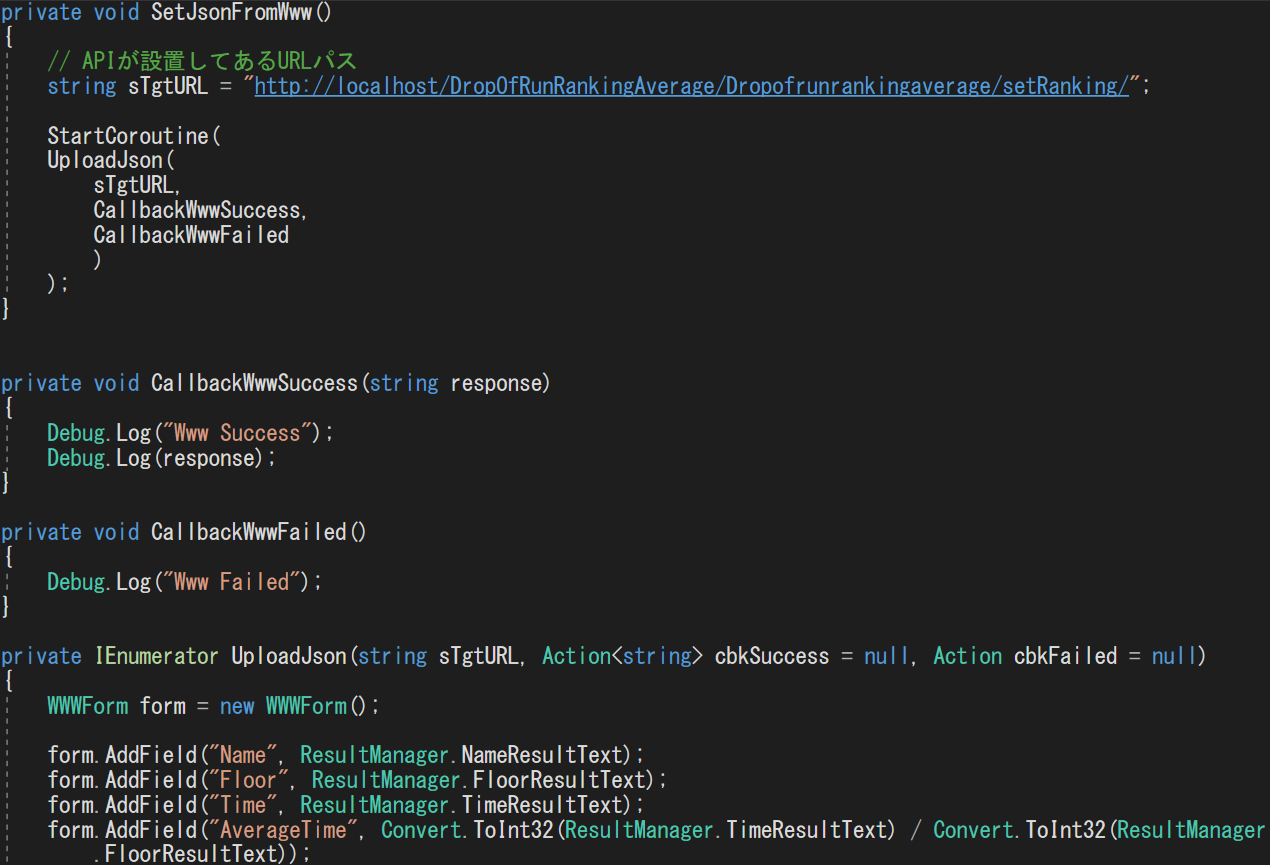 private void SetJsonFromWww()
{
// APIが設置してあるURLパス
string sTgtURL = "http://localhost/DropOfRunRankingAverage/Dropofrunrankingaverage/setRanking/";
StartCoroutine(
UploadJson(
sTgtURL,
CallbackWwwSuccess,
CallbackWwwFailed
)
);
}
private void CallbackWwwSuccess(string response)
{
Debug.Log("Www Success");
Debug.Log(response);
}
private void CallbackWwwFailed()
{
Debug.Log("Www Failed");
}
private IEnumerator UploadJson(string sTgtURL, Action<string> cbkSuccess = null, Action cbkFailed = null)
{
WWWForm form = new WWWForm();
form.AddField("Name", ResultManager.NameResultText);
form.AddField("Floor", ResultManager.FloorResultText);
form.AddField("Time", ResultManager.TimeResultText);
form.AddField("AverageTime", Convert.ToInt32(ResultManager.TimeResultText) / Convert.ToInt32(ResultManager
.FloorResultText));